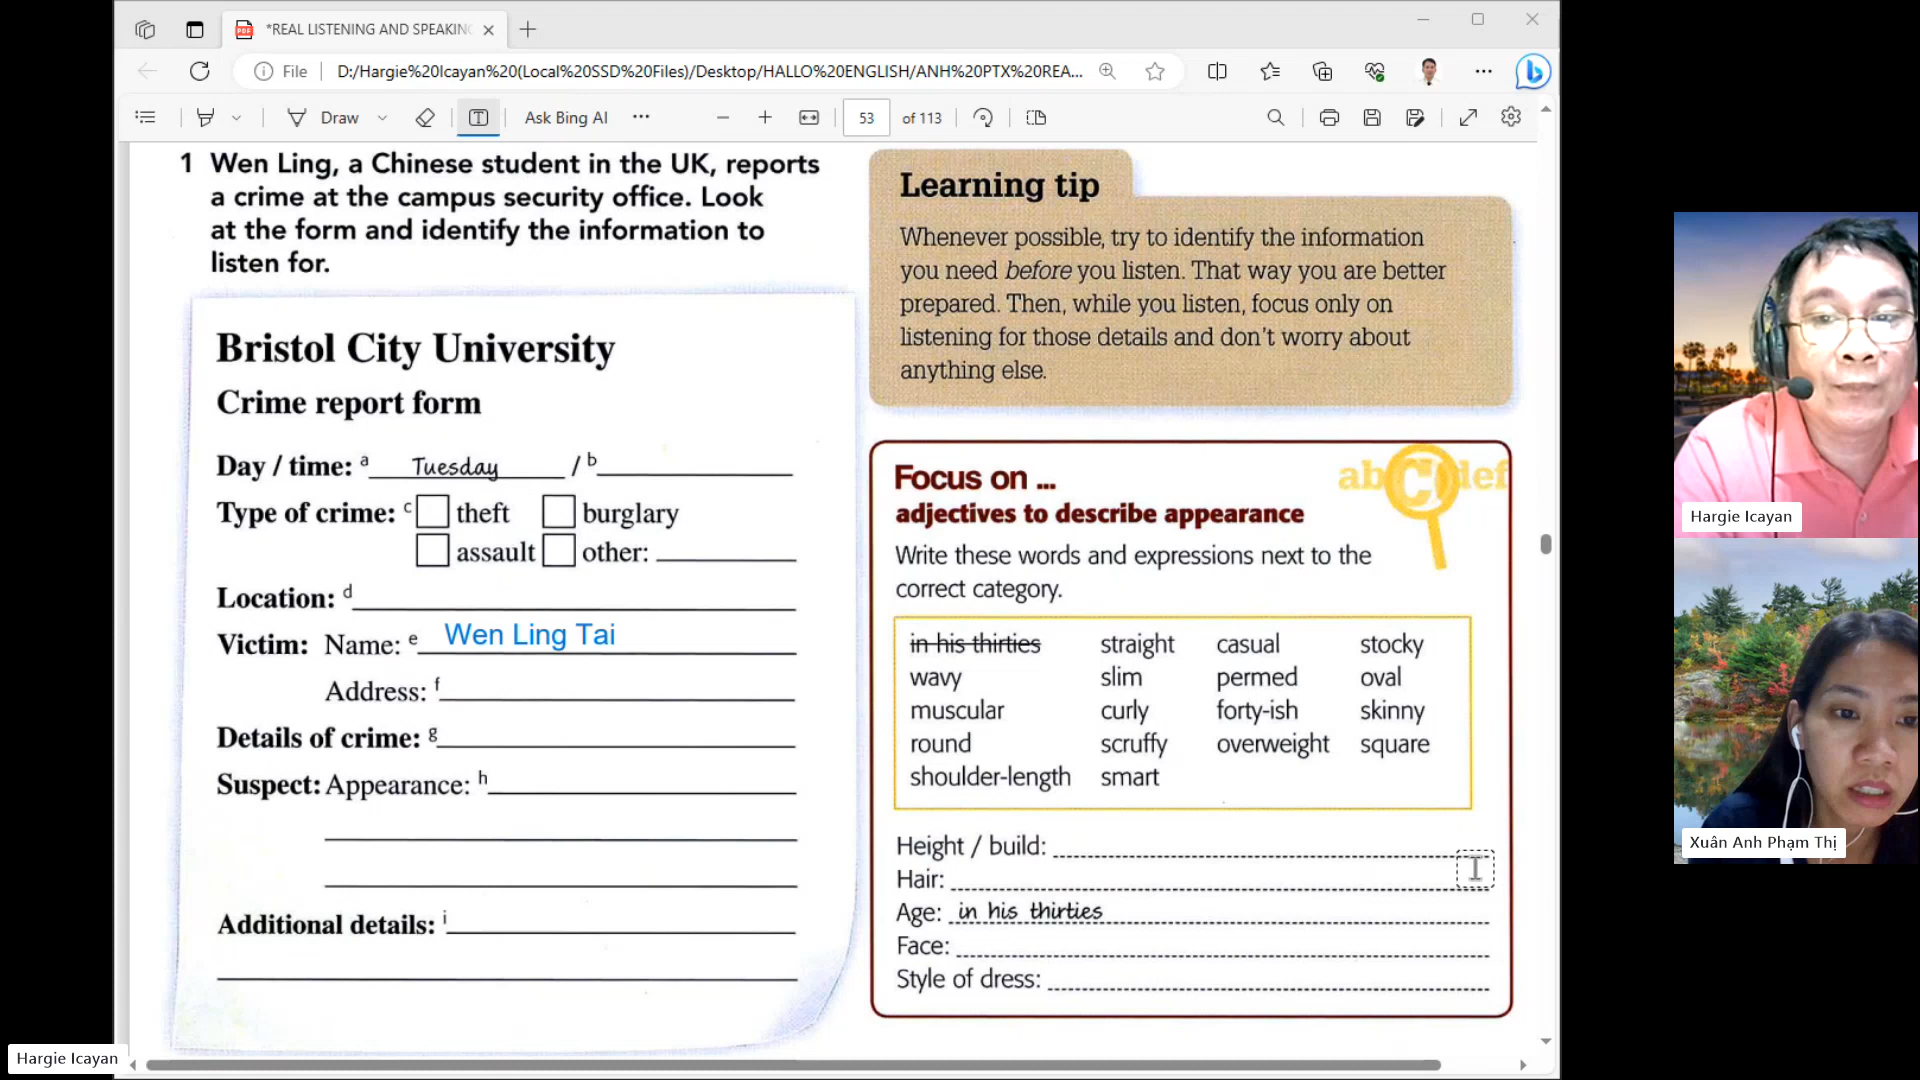 *REAL LISTENING AND SPEAKING
File
D:/Hargie%20Icayan%20(Local%20SSD%20Files)/Desktop/HALLO%20ENGLISH/ANH%20PTX%20REA...
Draw
Ask Bing AI
53
of 113
1 Wen Ling, a Chinese student in the UK, reports
a crime at the campus security office. Look
at the form and identify the information to
listen for.
Bristol City University
Crime report form
Day / time: a Tuesday / b
Type of crime: c theft burglary
assault other:
Location: d
Victim: Name: e Wen Ling Tai
Address: f
Details of crime: g
Suspect: Appearance: h
Additional details: i
Learning tip
Whenever possible, try to identify the information
you need before you listen. That way you are better
prepared. Then, while you listen, focus only on
listening for those details and don't worry about
anything else.
abCdef
Focus on ...
adjectives to describe appearance
Write these words and expressions next to the
correct category.
in his thirties straight casual stocky
wavy slim permed oval
muscular curly forty-ish skinny
round scruffy overweight square
shoulder-length smart
Height / build:
Hair:
Age: in his thirties
Face:
Style of dress:
Hargie Icayan
Xuân Anh Phạm Thị
Hargie Icayan